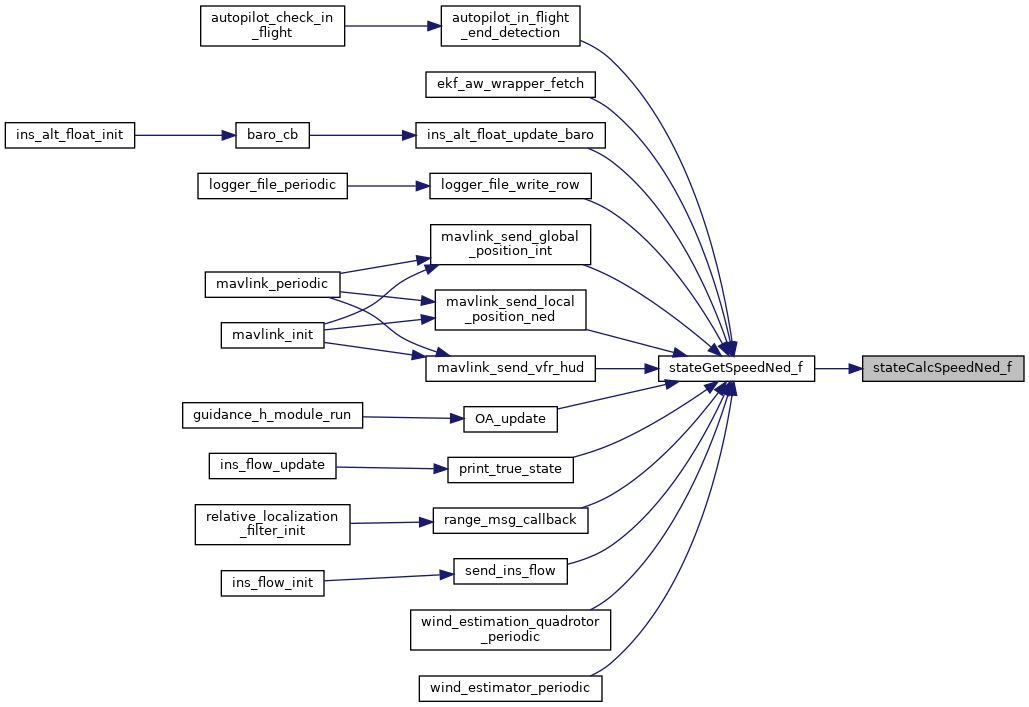 autopilot_check_in
_flight
autopilot_in_flight
_end_detection
ekf_aw_wrapper_fetch
ins_alt_float_init
baro_cb
ins_alt_float_update_baro
logger_file_periodic
logger_file_write_row
mavlink_send_global
_position_int
mavlink_periodic
mavlink_send_local
_position_ned
mavlink_init
mavlink_send_vfr_hud
stateGetSpeedNed_f
stateCalcSpeedNed_f
guidance_h_module_run
OA_update
ins_flow_update
print_true_state
relative_localization
_filter_init
range_msg_callback
ins_flow_init
send_ins_flow
wind_estimation_quadrotor
_periodic
wind_estimator_periodic